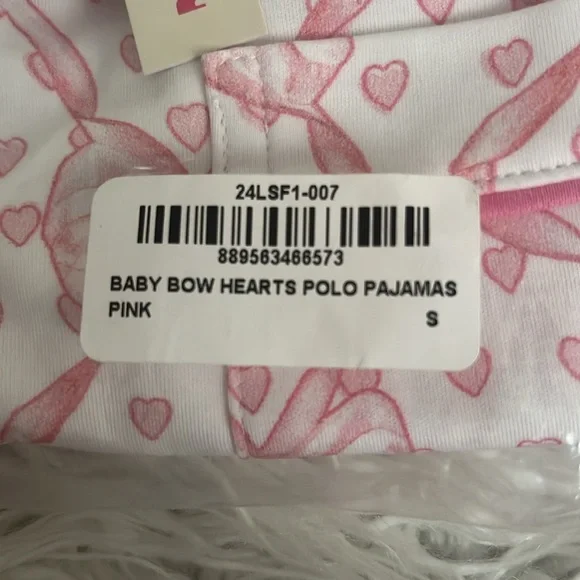 24LSF1-007
889563466573
BABY BOW HEARTS POLO PAJAMAS
PINK
S